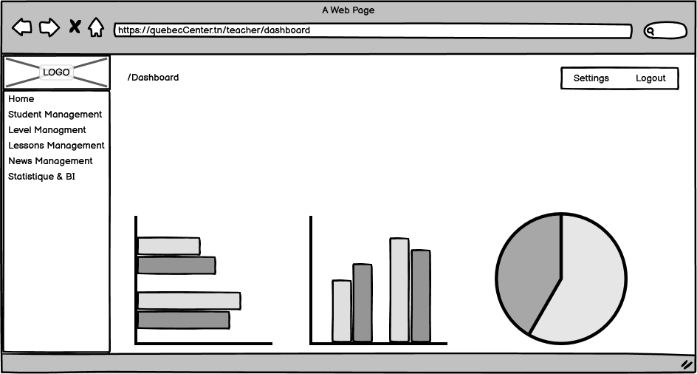 A Web Page
https://quebecCenter.tn/teacher/dashboard
LOGO
/Dashboard
Settings Logout
Home
Student Management
Level Managment
Lessons Management
News Management
Statistique & BI